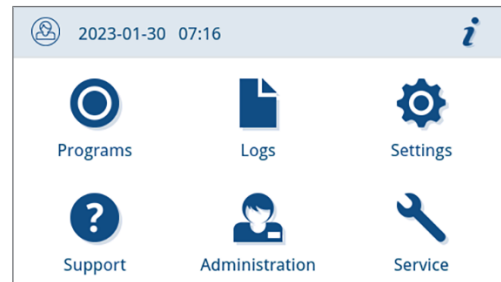 2023-01-30 07:16 i
Programs Logs Settings
?
Support Administration Service